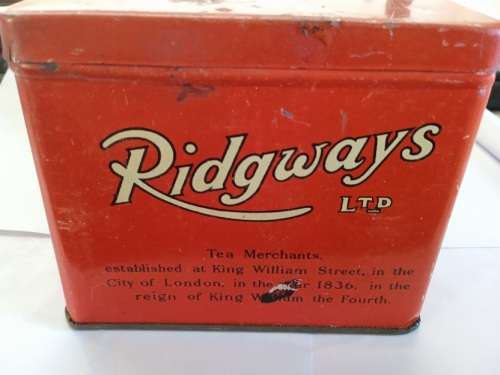 Ridgways
LTD
Tea Merchants.
established at King William Street, in the
City of London, in the 1836, in the
reign of King the Fourth.